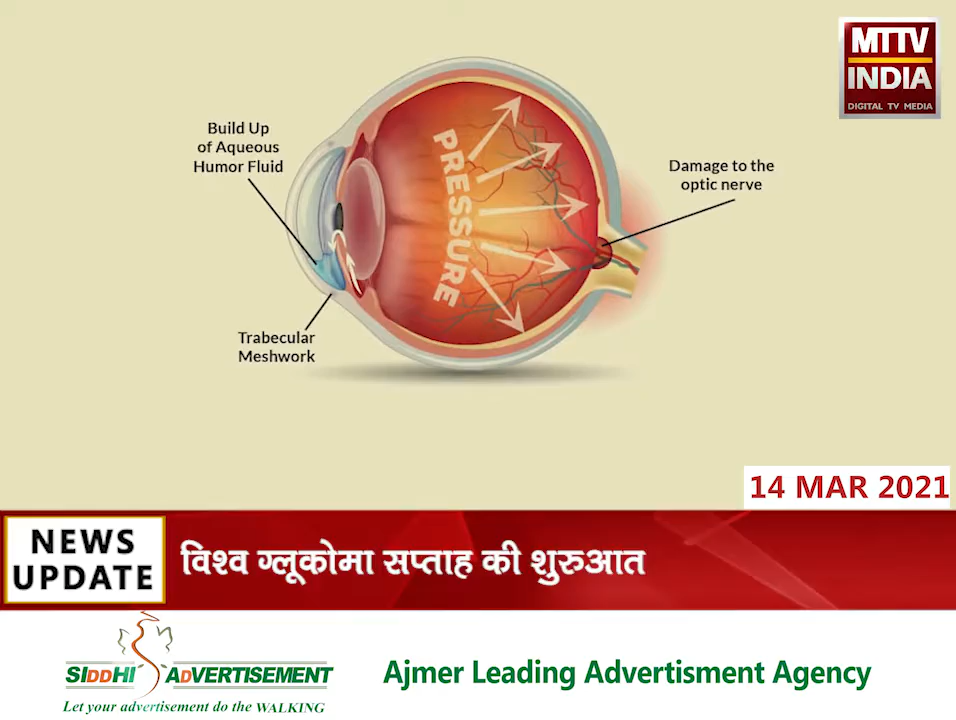 MTTV
INDIA
DIGITAL TV MEDIA
Build Up
of Aqueous
Humor Fluid
PRESSURE
Damage to the
optic nerve
Trabecular
Meshwork
14 MAR 2021
NEWS
UPDATE
विश्व ग्लूकोमा सप्ताह की शुरुआत
SIDDHI ADVERTISEMENT
Let your advertisement do the WALKING
Ajmer Leading Advertisment Agency